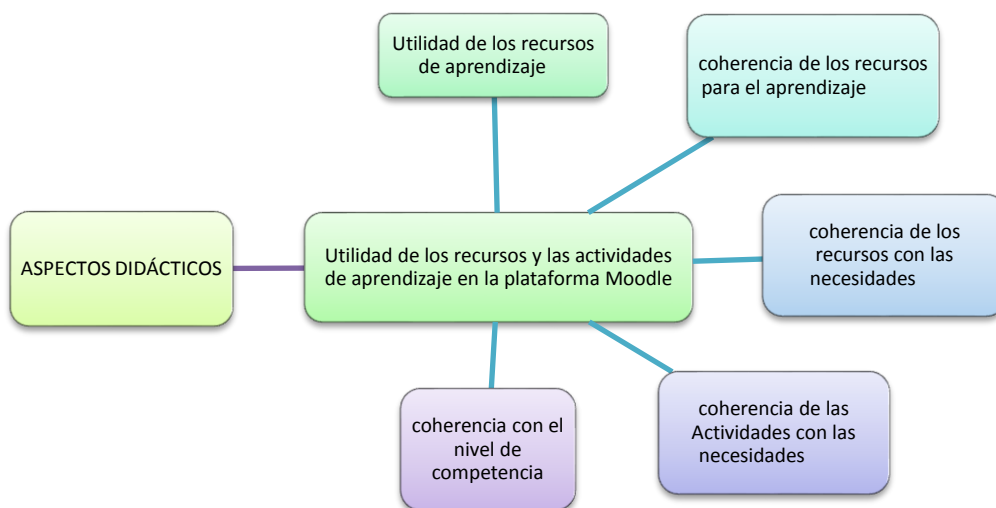 Utilidad de los recursos
de aprendizaje
coherencia de los recursos
para el aprendizaje
ASPECTOS DIDÁCTICOS
Utilidad de los recursos y las actividades
de aprendizaje en la plataforma Moodle
coherencia de los
recursos con las
necesidades
coherencia con el
nivel de
competencia
coherencia de las
Actividades con las
necesidades